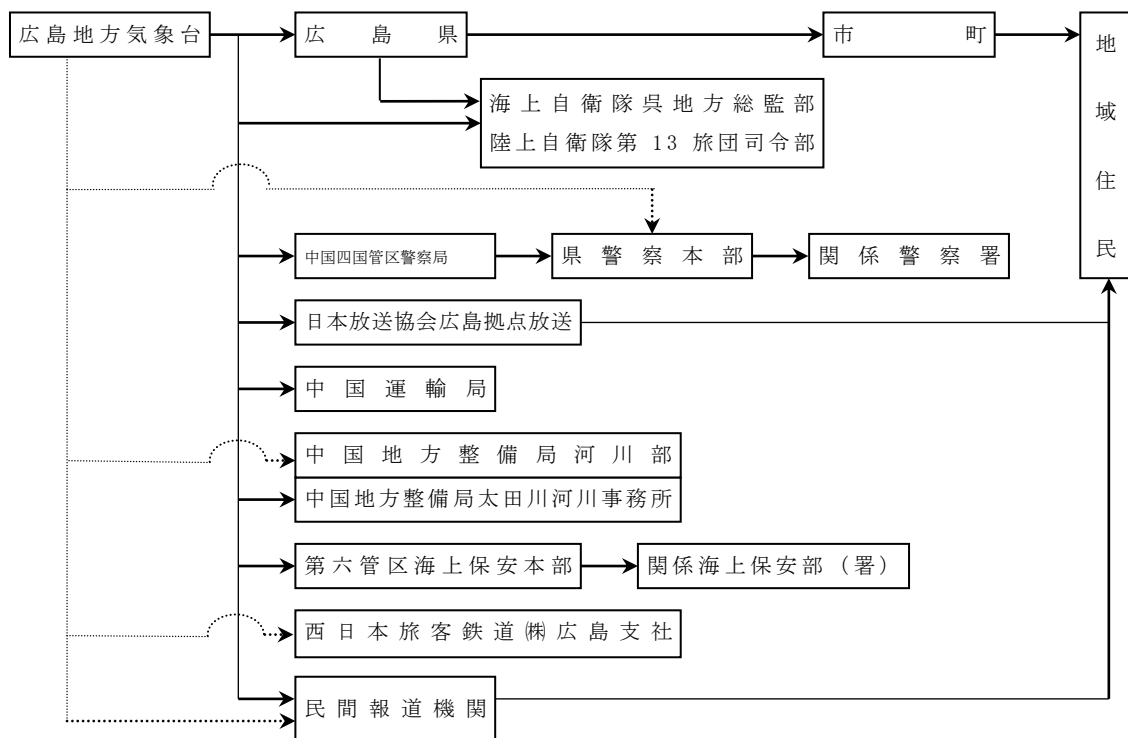 広島地方気象台
広島県
市町
地域住民
海上自衛隊呉地方総監部
陸上自衛隊第 13 旅団司令部
中国四国管区警察局
県警察本部
関係警察署
日本放送協会広島拠点放送
中国運輸局
中国地方整備局河川部
中国地方整備局太田川河川事務所
第六管区海上保安本部
関係海上保安部（署）
西日本旅客鉄道㈱広島支社
民間報道機関